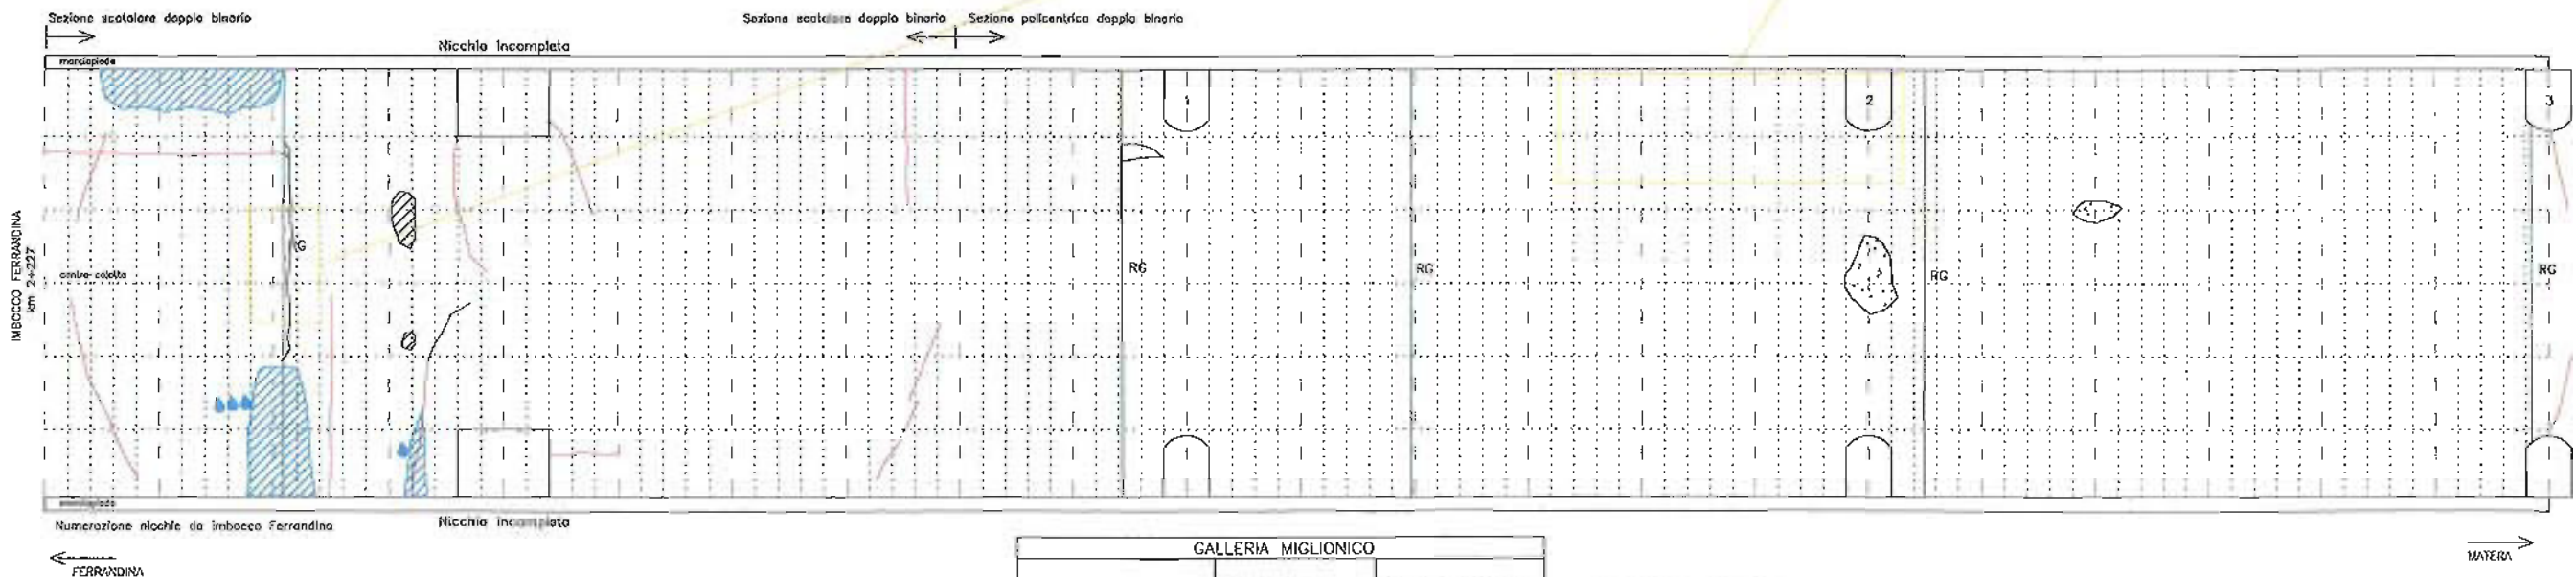 Sezione scatolare doppio binario
Sezione scatolare doppio binario
Sezione policentrica doppio binario
Nicchia Incompleta
marciapiede
1
2
3
IMBOCCO FERRANDINA
km 2+227
G
centro calotta
RG
RG
RG
RG
marciapiede
Numerazione nicchie da imbocco Ferrandina
Nicchia incompleta
FERRANDINA
GALLERIA MIGLIONICO
MATERA